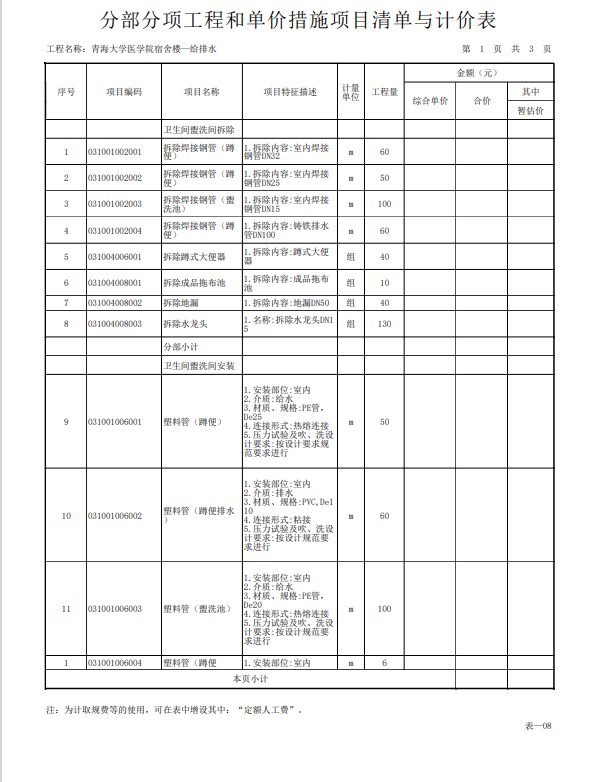 分部分项工程和单价措施项目清单与计价表
工程名称：青海大学医学院宿舍楼—给排水 第 1 页 共 3 页
序号 项目编码 项目名称 项目特征描述 计量单位 工程量 金额（元）
综合单价 合价 其中
暂估价
卫生间盥洗间拆除
1 031001002001 拆除焊接钢管（蹲便） 1.拆除内容:室内焊接钢管DN32 m 60
2 031001002002 拆除焊接钢管（蹲便） 1.拆除内容:室内焊接钢管DN25 m 50
3 031001002003 拆除焊接钢管（盥洗池） 1.拆除内容:室内焊接钢管DN15 m 100
4 031001002004 拆除焊接钢管（蹲便） 1.拆除内容:铸铁排水管DN100 m 60
5 031004006001 拆除蹲式大便器 1.拆除内容:蹲式大便器 组 40
6 031004008001 拆除成品拖布池 1.拆除内容:成品拖布池 组 10
7 031004008002 拆除地漏 1.拆除内容:地漏DN50 组 40
8 031004008003 拆除水龙头 1.名称:拆除水龙头DN15 组 130
分部小计
卫生间盥洗间安装
9 031001006001 塑料管（蹲便） m 50
1.安装部位:室内
2.介质:给水
3.材质、规格:PE管，
De25
4.连接形式:热熔连接
5.压力试验及吹、洗设
计要求:按设计要求规
范要求进行
10 031001006002 塑料管（蹲便排水） m 60
1.安装部位:室内
2.介质:排水
3.材质、规格:PVC,De1
10
4.连接形式:粘接
5.压力试验及吹、洗设
计要求:按设计规范要
求进行
11 031001006003 塑料管（盥洗池） m 100
1.安装部位:室内
2.介质:给水
3.材质、规格:PE管，
De20
4.连接形式:热熔连接
5.压力试验及吹、洗设
计要求:按设计规范要
求进行
1 031001006004 塑料管（蹲便 1.安装部位:室内 m 6
本页小计
注：为计取规费等的使用，可在表中增设其中：“定额人工费”。
表—08